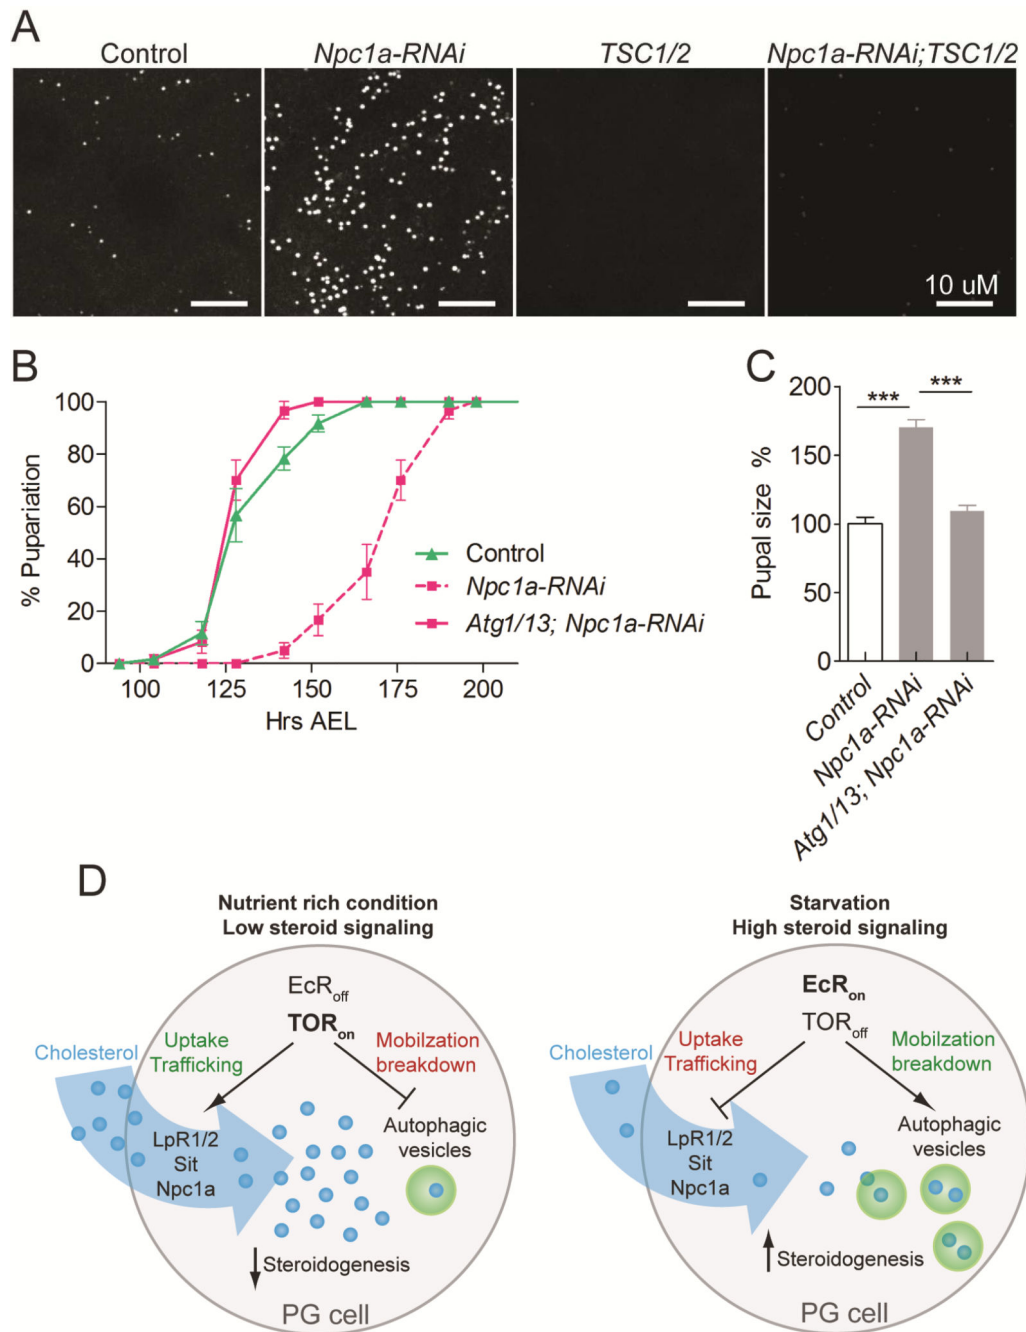 A
Control
Npc1a-RNAi
TSC1/2
Npc1a-RNAi;TSC1/2
10 uM
B
100
80
60
40
20
0
% Pupariation
100 125 150 175 200
Hrs AEL
Control
Npc1a-RNAi
Atg1/13; Npc1a-RNAi
C
*** ***
200
150
100
50
0
Pupal size %
Control
Npc1a-RNAi
Atg1/13; Npc1a-RNAi
D
Nutrient rich condition
Low steroid signaling
EcRoff
TORon
Cholesterol
Uptake
Trafficking
Mobilzation
breakdown
LpR1/2
Sit
Npc1a
Autophagic
vesicles
Steroidogenesis
PG cell
Starvation
High steroid signaling
EcRon
TORoff
Cholesterol
Uptake
Trafficking
Mobilzation
breakdown
LpR1/2
Sit
Npc1a
Autophagic
vesicles
Steroidogenesis
PG cell